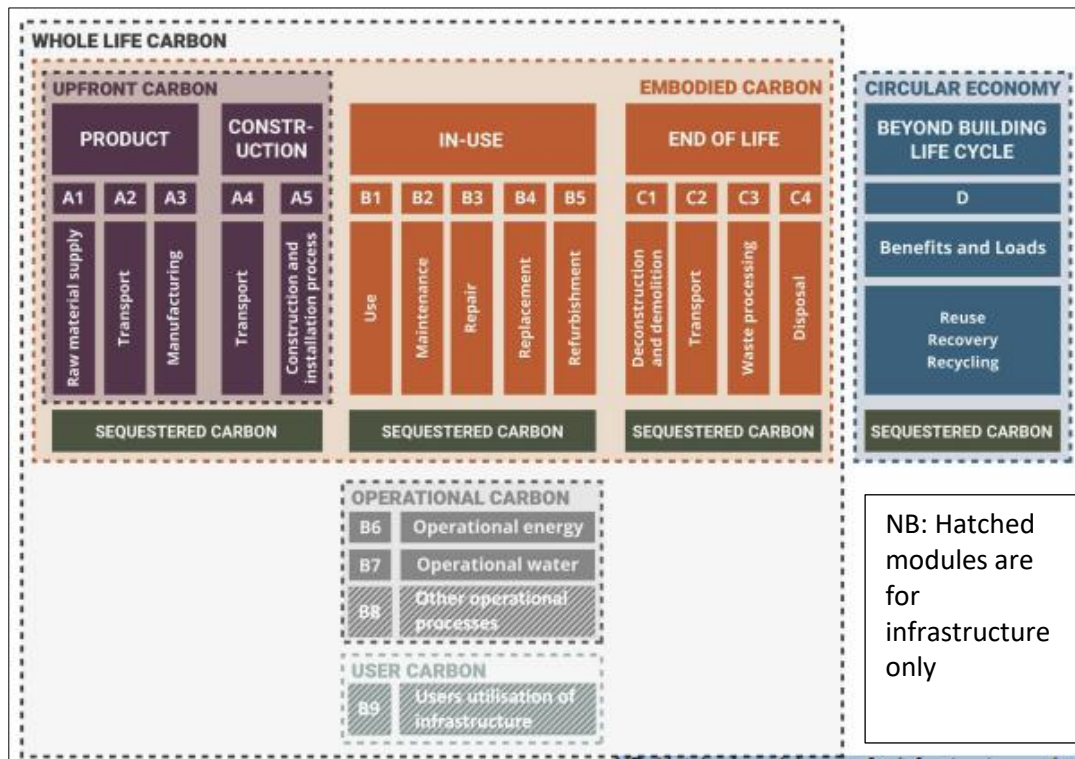 WHOLE LIFE CARBON
UPFRONT CARBON
EMBODIED CARBON
CIRCULAR ECONOMY
PRODUCT
CONSTR-
UCTION
IN-USE
END OF LIFE
BEYOND BUILDING
LIFE CYCLE
A1 A2 A3 A4 A5 B1 B2 B3 B4 B5 C1 C2 C3 C4 D
Raw material supply
Transport
Manufacturing
Transport
Construction and
installation process
Use
Maintenance
Repair
Replacement
Refurbishment
Deconstruction
and demolition
Transport
Waste processing
Disposal
Benefits and Loads
Reuse
Recovery
Recycling
SEQUESTERED CARBON
SEQUESTERED CARBON
SEQUESTERED CARBON
SEQUESTERED CARBON
OPERATIONAL CARBON
B6 Operational energy
B7 Operational water
B8 Other operational
processes
USER CARBON
B9 Users utilisation of
infrastructure
NB: Hatched
modules are
for
infrastructure
only